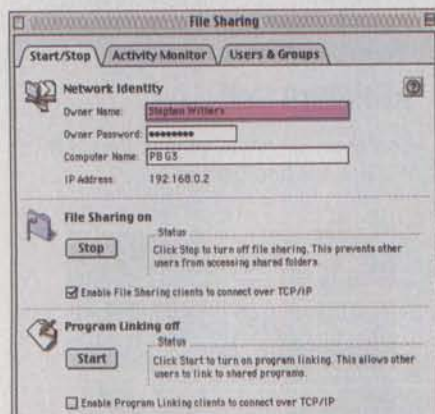 File Sharing
Start/Stop Activity Monitor Users & Groups
Network Identity
Owner Name: Stephen Withers
Owner Password: ••••••••
Computer Name: PB G3
IP Address: 192.168.0.2
File Sharing on
Status
Stop
Click Stop to turn off file sharing. This prevents other
users from accessing shared folders.
Enable File Sharing clients to connect over TCP/IP
Program Linking off
Status
Start
Click Start to turn on program linking. This allows other
users to link to shared programs.
Enable Program Linking clients to connect over TCP/IP